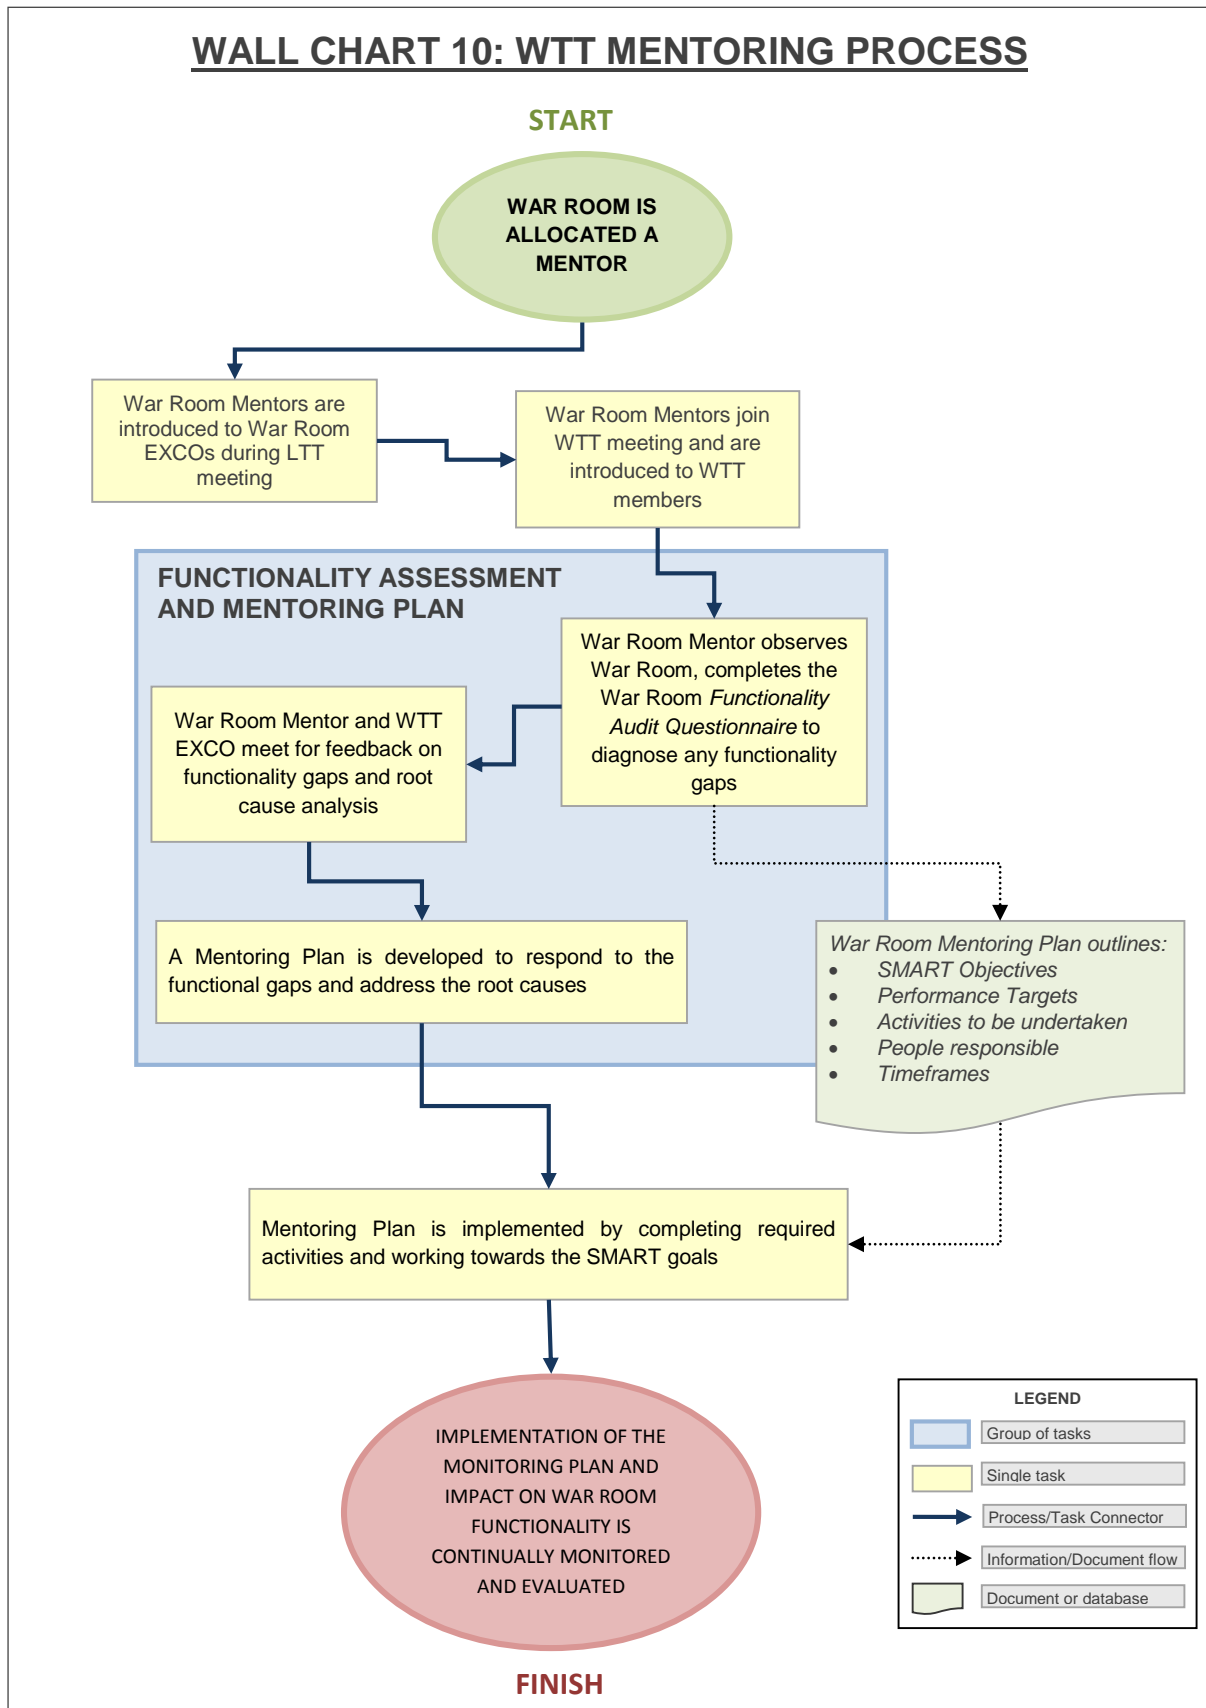 WALL CHART 10: WTT MENTORING PROCESS
START
WAR ROOM IS
ALLOCATED A
MENTOR
War Room Mentors are
introduced to War Room
EXCOs during LTT
meeting
War Room Mentors join
WTT meeting and are
introduced to WTT
members
FUNCTIONALITY ASSESSMENT
AND MENTORING PLAN
War Room Mentor observes
War Room, completes the
War Room Functionality
Audit Questionnaire to
diagnose any functionality
gaps
War Room Mentor and WTT
EXCO meet for feedback on
functionality gaps and root
cause analysis
A Mentoring Plan is developed to respond to the
functional gaps and address the root causes
War Room Mentoring Plan outlines:
• SMART Objectives
• Performance Targets
• Activities to be undertaken
• People responsible
• Timeframes
Mentoring Plan is implemented by completing required
activities and working towards the SMART goals
IMPLEMENTATION OF THE
MONITORING PLAN AND
IMPACT ON WAR ROOM
FUNCTIONALITY IS
CONTINUALLY MONITORED
AND EVALUATED
FINISH
LEGEND
Group of tasks
Single task
Process/Task Connector
Information/Document flow
Document or database